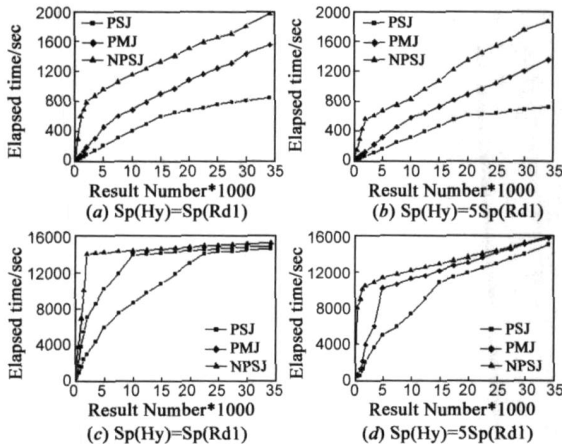 2000
1600
1200
800
400
0
Elapsed time/sec
PSJ
PMJ
NPSJ
0 5 10 15 20 25 30 35
Result Number*1000
(a) Sp(Hy)=Sp(Rd1)
2000
1600
1200
800
400
0
Elapsed time/sec
PSJ
PMJ
NPSJ
0 5 10 15 20 25 30 35
Result Number*1000
(b) Sp(Hy)=5Sp(Rd1)
16000
12000
8000
4000
0
Elapsed time/sec
PSJ
PMJ
NPSJ
0 5 10 15 20 25 30 35
Result Number*1000
(c) Sp(Hy)=Sp(Rd1)
16000
12000
8000
4000
0
Elapsed time/sec
PSJ
PMJ
NPSJ
0 5 10 15 20 25 30 35
Result Number*1000
(d) Sp(Hy)=5Sp(Rd1)